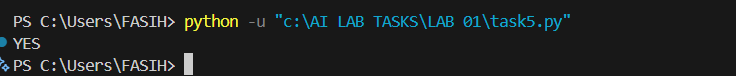 PS C:\Users\FASIH> python -u "c:\AI LAB TASKS\LAB 01\task5.py"
YES
PS C:\Users\FASIH>